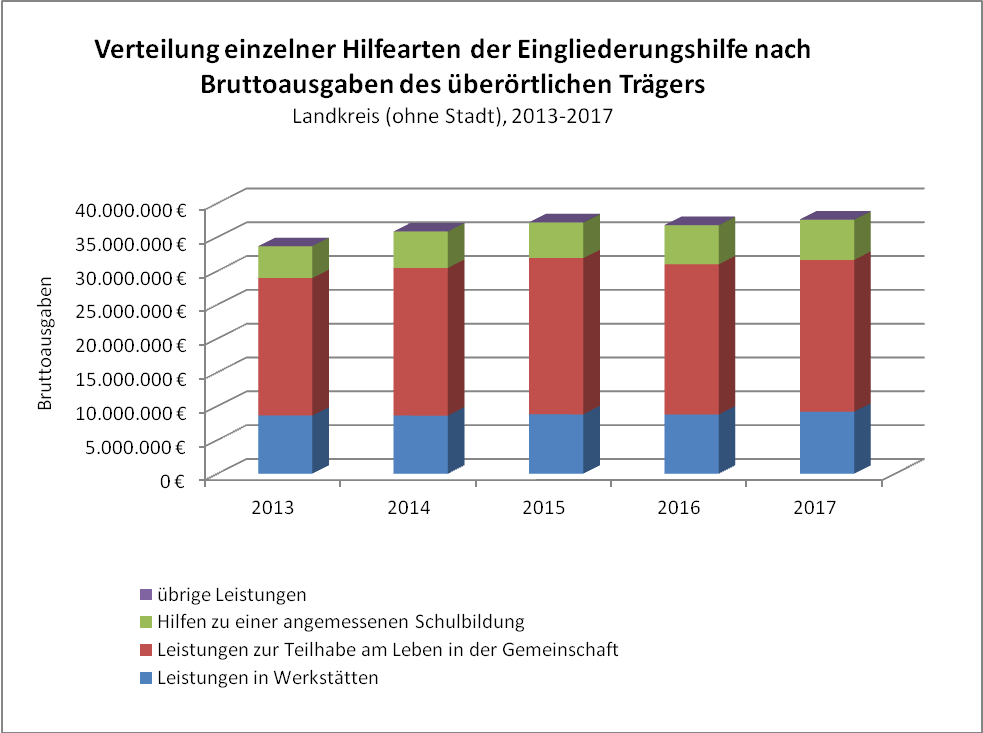 Verteilung einzelner Hilfearten der Eingliederungshilfe nach
Bruttoausgaben des überörtlichen Trägers
Landkreis (ohne Stadt), 2013-2017
40.000.000 €
35.000.000 €
30.000.000 €
25.000.000 €
20.000.000 €
15.000.000 €
10.000.000 €
5.000.000 €
0 €
Bruttoausgaben
2013
2014
2015
2016
2017
übrige Leistungen
Hilfen zu einer angemessenen Schulbildung
Leistungen zur Teilhabe am Leben in der Gemeinschaft
Leistungen in Werkstätten